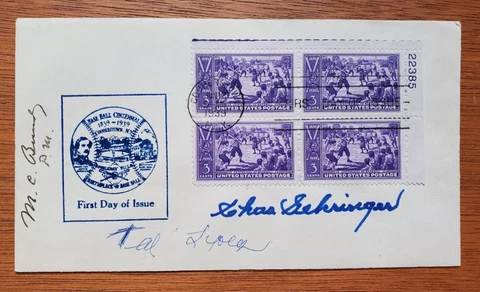 22385
3 CENTS
UNITED STATES POSTAGE
3 CENTS
UNITED STATES POSTAGE
3 CENTS
UNITED STATES POSTAGE
3 CENTS
UNITED STATES POSTAGE
1939
BASE BALL CENTENNIAL
1839-1939
COOPERSTOWN, N.Y.
BIRTHPLACE OF BASE BALL
First Day of Issue
M. C. P.M.
Chas Gehringer